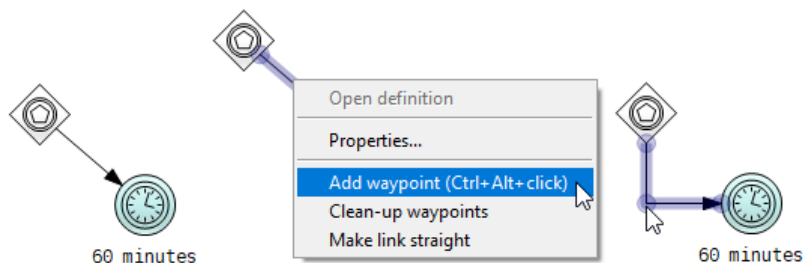 Open definition
Properties...
Add waypoint (Ctrl+Alt+click)
Clean-up waypoints
Make link straight
60 minutes
60 minutes